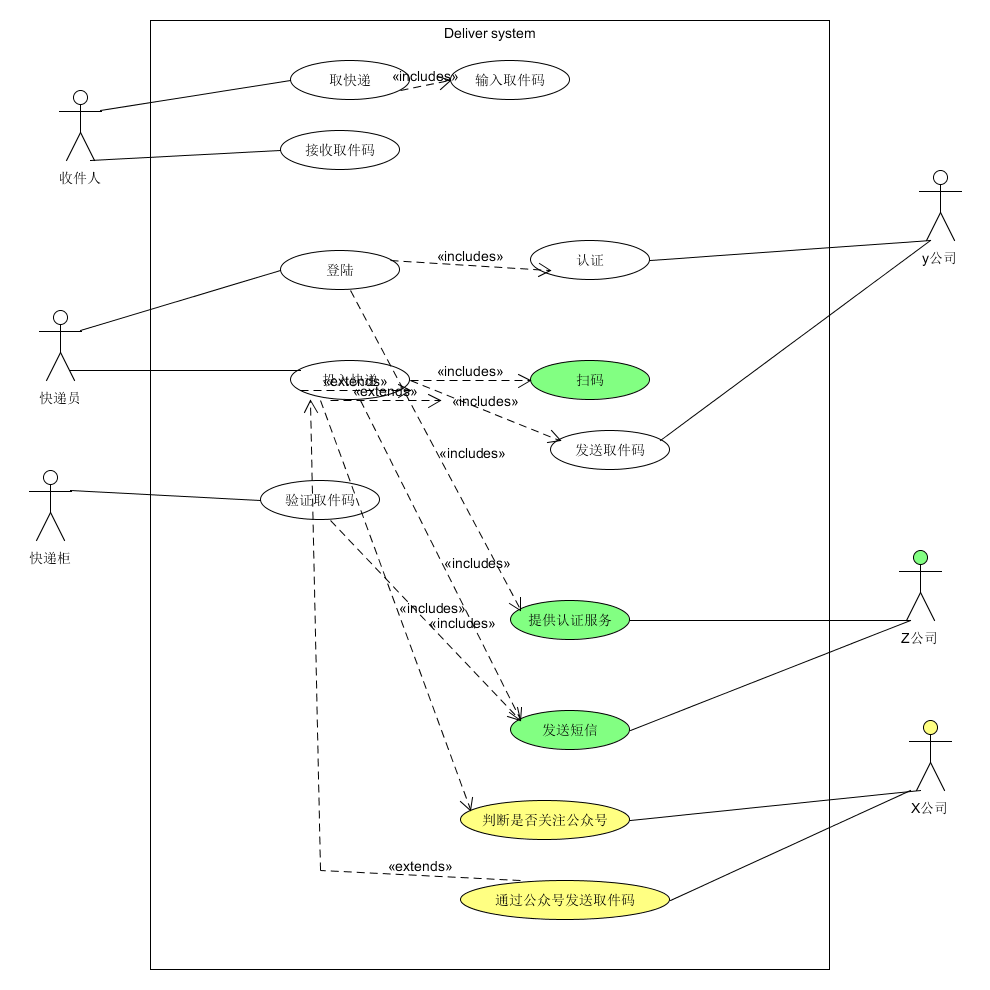 Deliver system
取快递
«includes»
输入取件码
接收取件码
收件人
登陆
«includes»
认证
y公司
快递员
投入快递
«extends»
«extends»
«includes»
扫码
«includes»
发送取件码
«includes»
验证取件码
快递柜
«includes»
«includes»
«includes»
提供认证服务
Z公司
发送短信
判断是否关注公众号
X公司
«extends»
通过公众号发送取件码